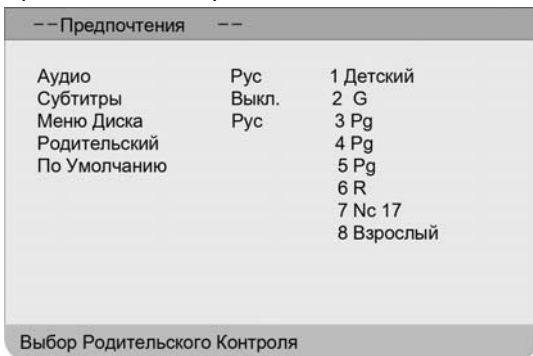 --Предпочтения --
Аудио Рус 1 Детский
Субтитры Выкл. 2 G
Меню Диска Рус 3 Pg
Родительский 4 Pg
По Умолчанию 5 Pg
6 R
7 Nc 17
8 Взрослый
Выбор Родительского Контроля